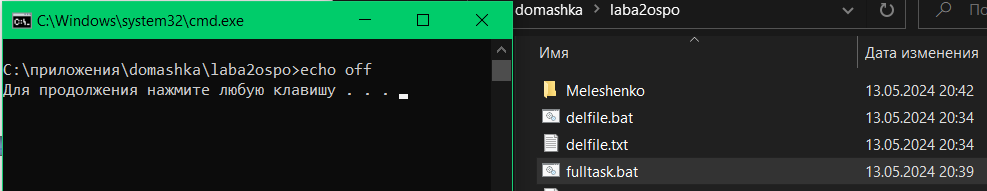 C:\Windows\system32\cmd.exe
C:\приложения\domashka\laba2ospo>echo off
Для продолжения нажмите любую клавишу . . .
domashka > laba2ospo
По
Имя
Дата изменения
Meleshenko 13.05.2024 20:42
delfile.bat 13.05.2024 20:34
delfile.txt 13.05.2024 20:34
fulltask.bat 13.05.2024 20:39